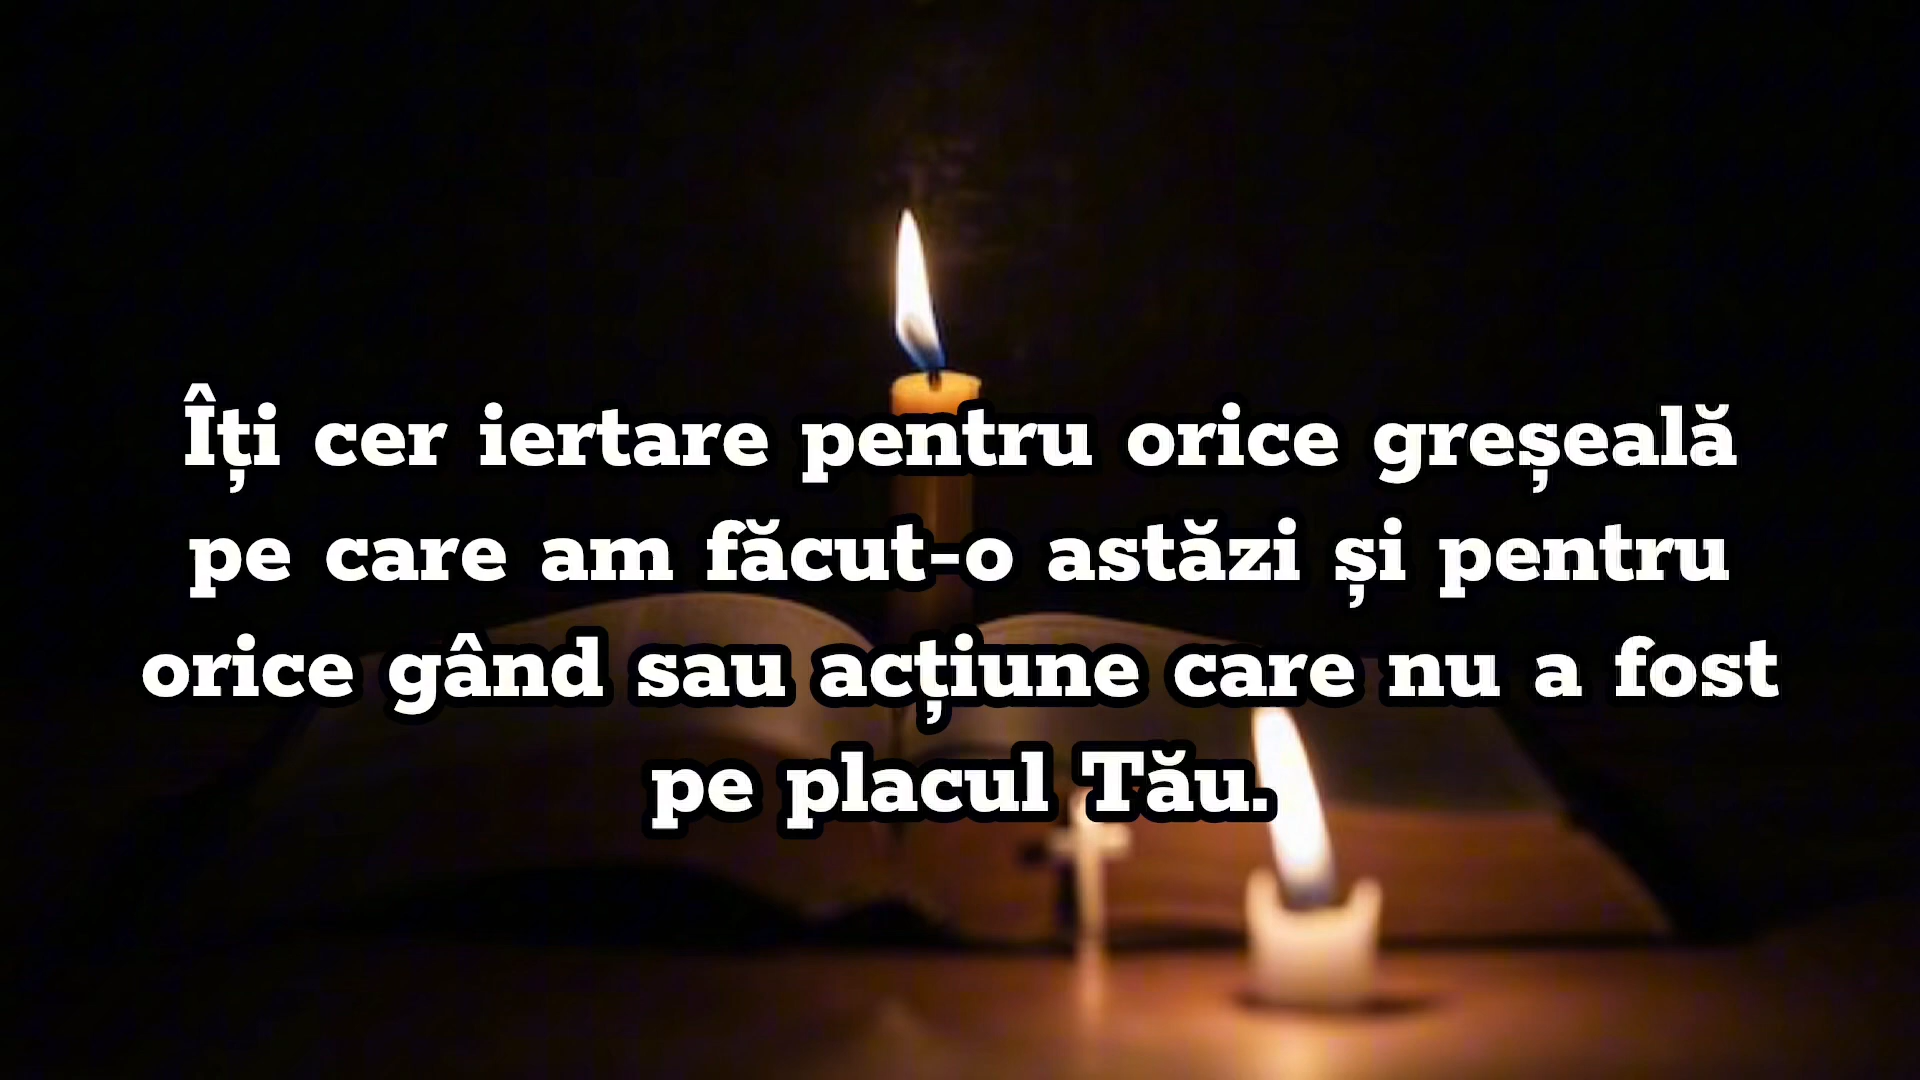 Îți cer iertare pentru orice greșeală
pe care am făcut-o astăzi și pentru
orice gând sau acțiune care nu a fost
pe placul Tău.